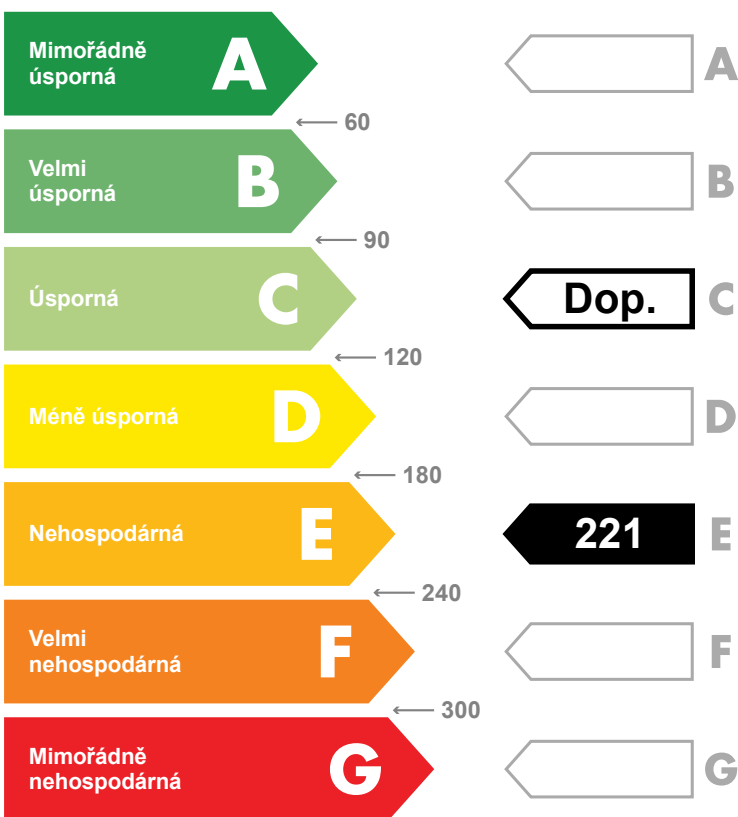 Mimořádně
úsporná
A
A
60
Velmi
úsporná
B
B
90
Úsporná
C
Dop.
C
120
Méně úsporná
D
D
180
Nehospodárná
E
221
E
240
Velmi
nehospodárná
F
F
300
Mimořádně
nehospodárná
G
G